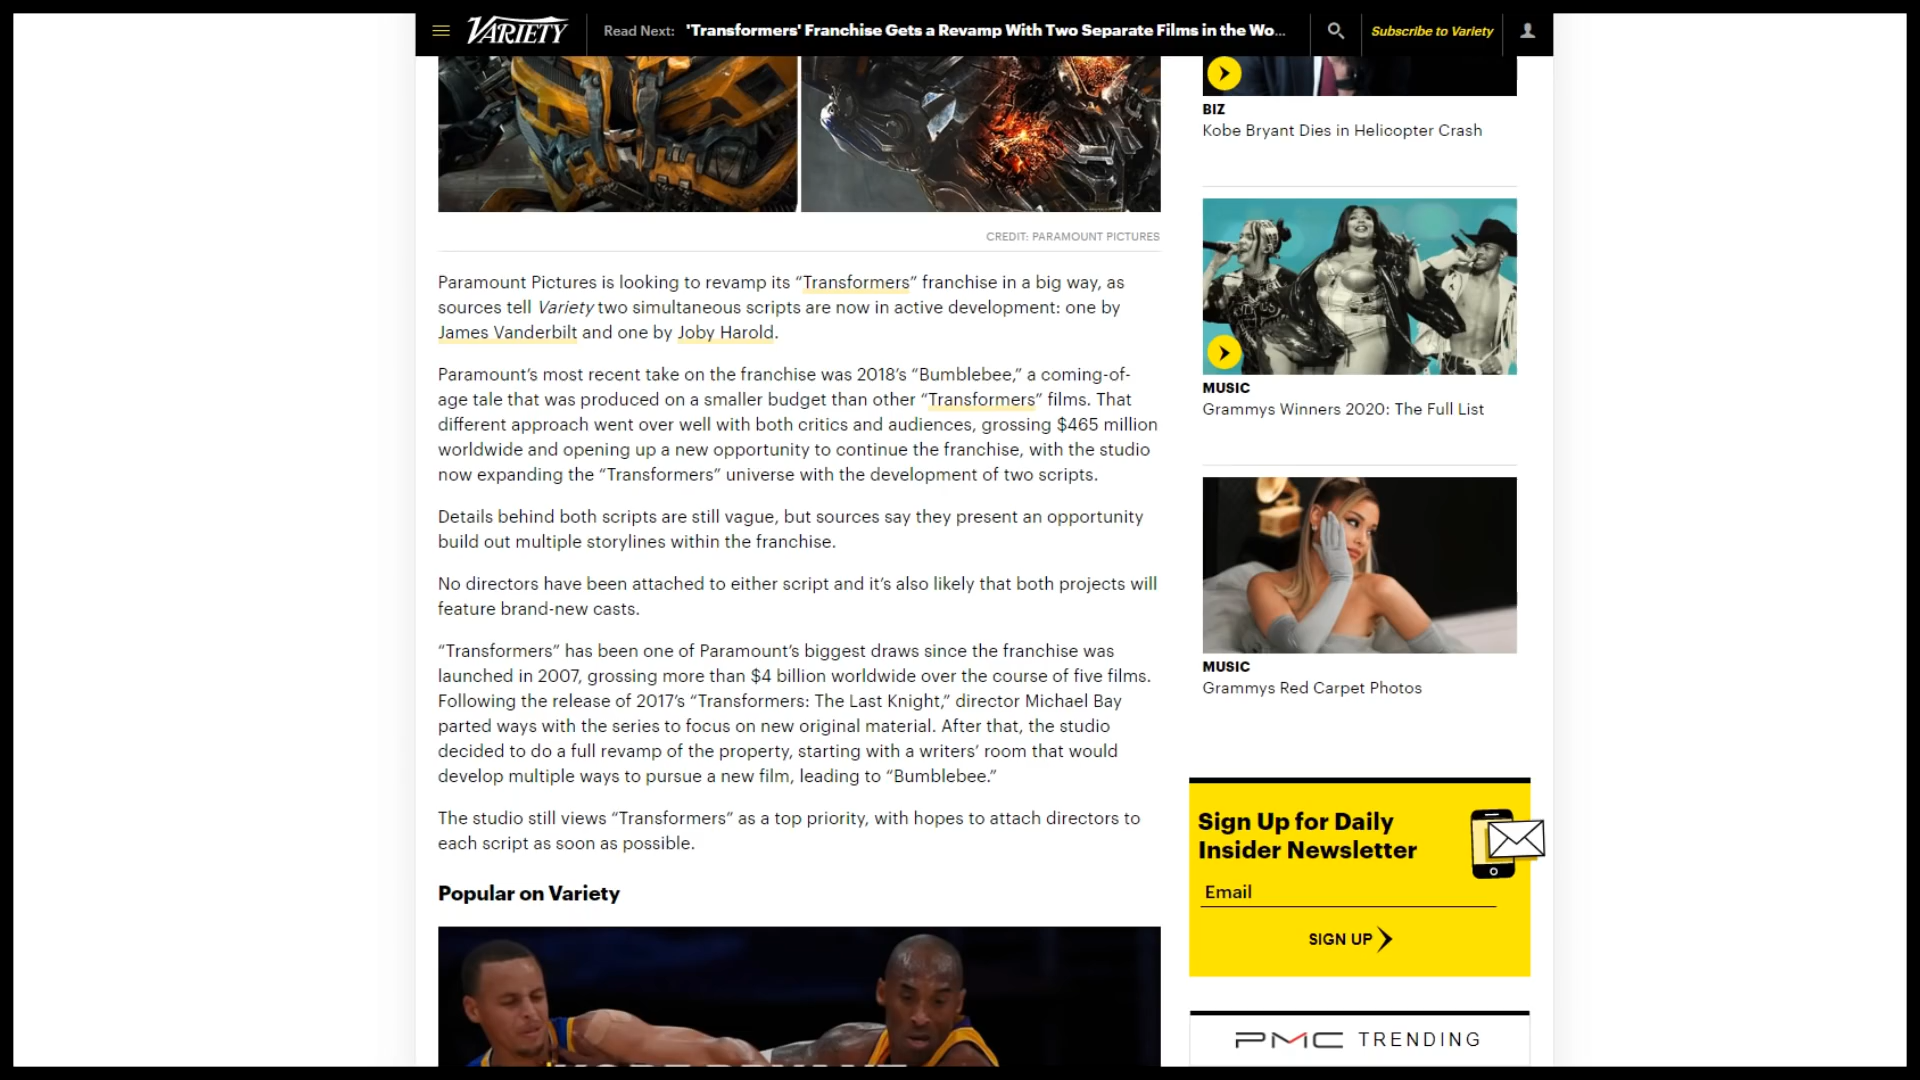 VARIETY
Read Next: 'Transformers' Franchise Gets a Revamp With Two Separate Films in the Wo...
Subscribe to Variety
CREDIT: PARAMOUNT PICTURES
Paramount Pictures is looking to revamp its “Transformers” franchise in a big way, as
sources tell Variety two simultaneous scripts are now in active development: one by
James Vanderbilt and one by Joby Harold.
Paramount’s most recent take on the franchise was 2018’s “Bumblebee,” a coming-of-
age tale that was produced on a smaller budget than other “Transformers” films. That
different approach went over well with both critics and audiences, grossing $465 million
worldwide and opening up a new opportunity to continue the franchise, with the studio
now expanding the “Transformers” universe with the development of two scripts.
Details behind both scripts are still vague, but sources say they present an opportunity
build out multiple storylines within the franchise.
No directors have been attached to either script and it’s also likely that both projects will
feature brand-new casts.
“Transformers” has been one of Paramount’s biggest draws since the franchise was
launched in 2007, grossing more than $4 billion worldwide over the course of five films.
Following the release of 2017’s “Transformers: The Last Knight,” director Michael Bay
parted ways with the series to focus on new original material. After that, the studio
decided to do a full revamp of the property, starting with a writers’ room that would
develop multiple ways to pursue a new film, leading to “Bumblebee.”
The studio still views “Transformers” as a top priority, with hopes to attach directors to
each script as soon as possible.
Popular on Variety
BIZ
Kobe Bryant Dies in Helicopter Crash
MUSIC
Grammys Winners 2020: The Full List
MUSIC
Grammys Red Carpet Photos
Sign Up for Daily
Insider Newsletter
Email
SIGN UP
PMC TRENDING